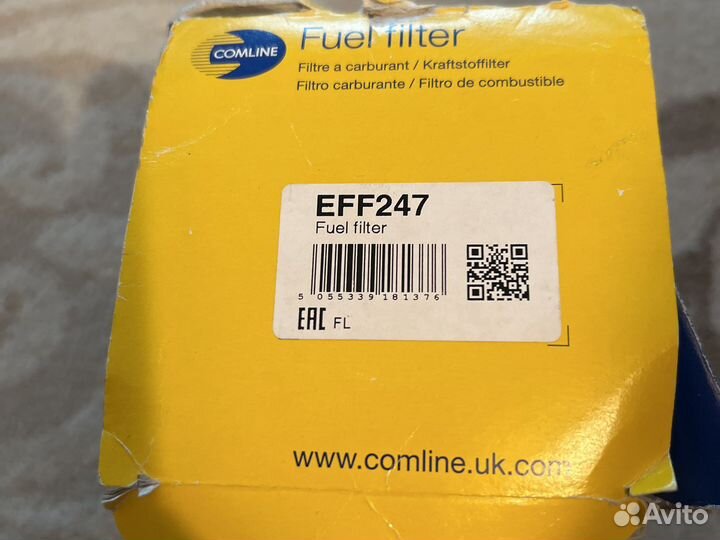 COMLINE
Fuel filter
Filtre a carburant / Kraftstoffilter
Filtro carburante / Filtro de combustible
EFF247
Fuel filter
5 055339 181376
EAC FL
www.comline.uk.com
Avito